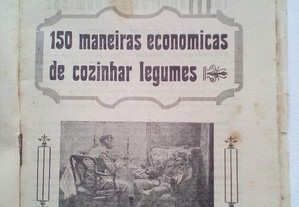 150 maneiras economicas
de cozinhar legumes